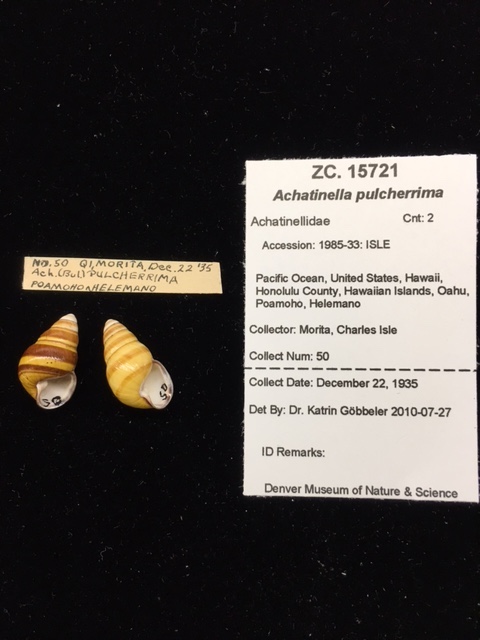 NO.50 QI, MORITA, Dec. 22 '35
Ach. (Bul.) PULCHERRIMA
POAMOHO & HELEMANO
50
50
ZC. 15721
Achatinella pulcherrima
Achatinellidae Cnt: 2
Accession: 1985-33: ISLE
Pacific Ocean, United States, Hawaii,
Honolulu County, Hawaiian Islands, Oahu,
Poamoho, Helemano
Collector: Morita, Charles Isle
Collect Num: 50
Collect Date: December 22, 1935
Det By: Dr. Katrin Göbbeler 2010-07-27
ID Remarks:
Denver Museum of Nature & Science